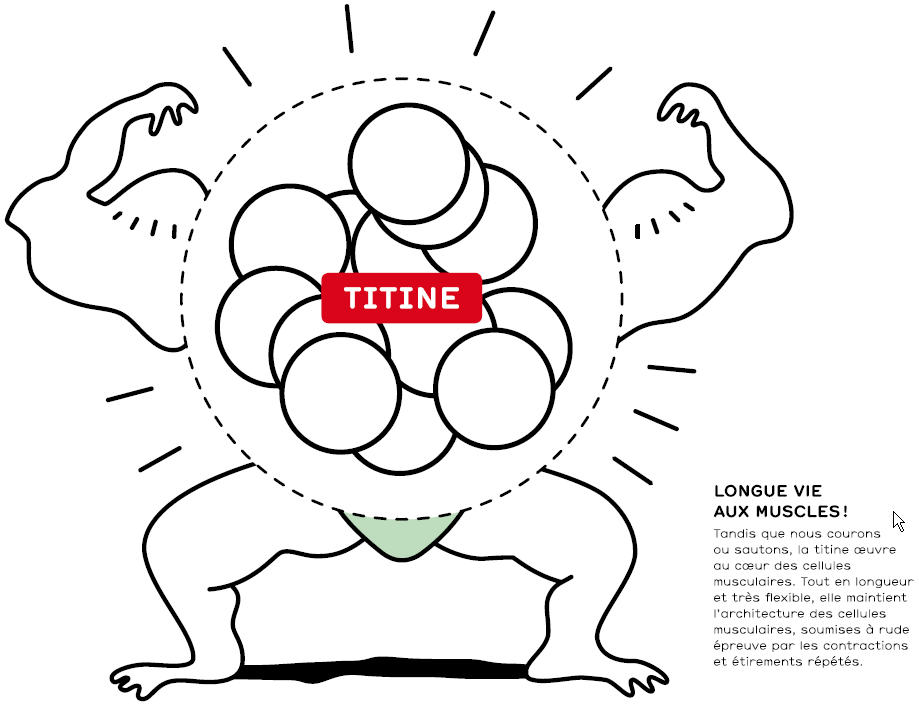 TITINE
LONGUE VIE
AUX MUSCLES!
Tandis que nous courons
ou sautons, la titine œuvre
au cœur des cellules
musculaires. Tout en longueur
et très flexible, elle maintient
l'architecture des cellules
musculaires, soumises à rude
épreuve par les contractions
et étirements répétés.